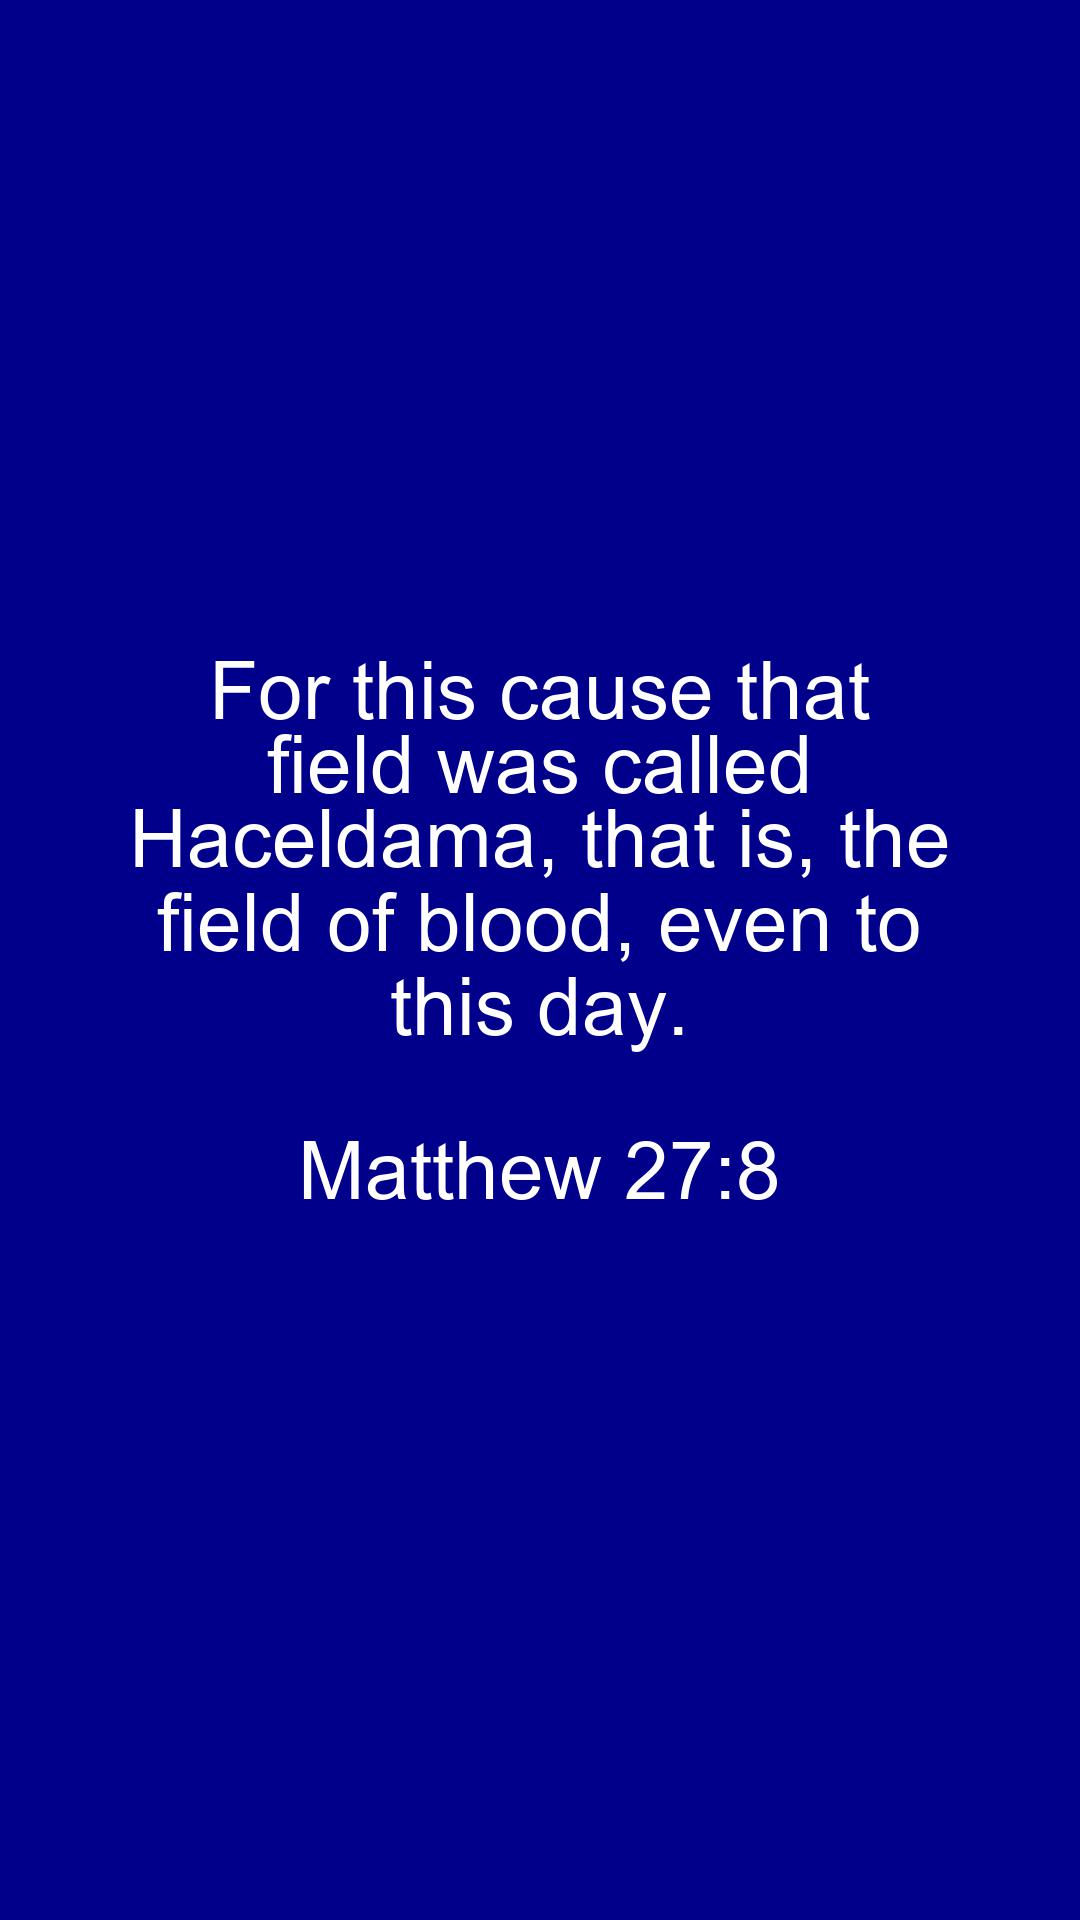 For this cause that
field was called
Haceldama, that is, the
field of blood, even to
this day.
Matthew 27:8